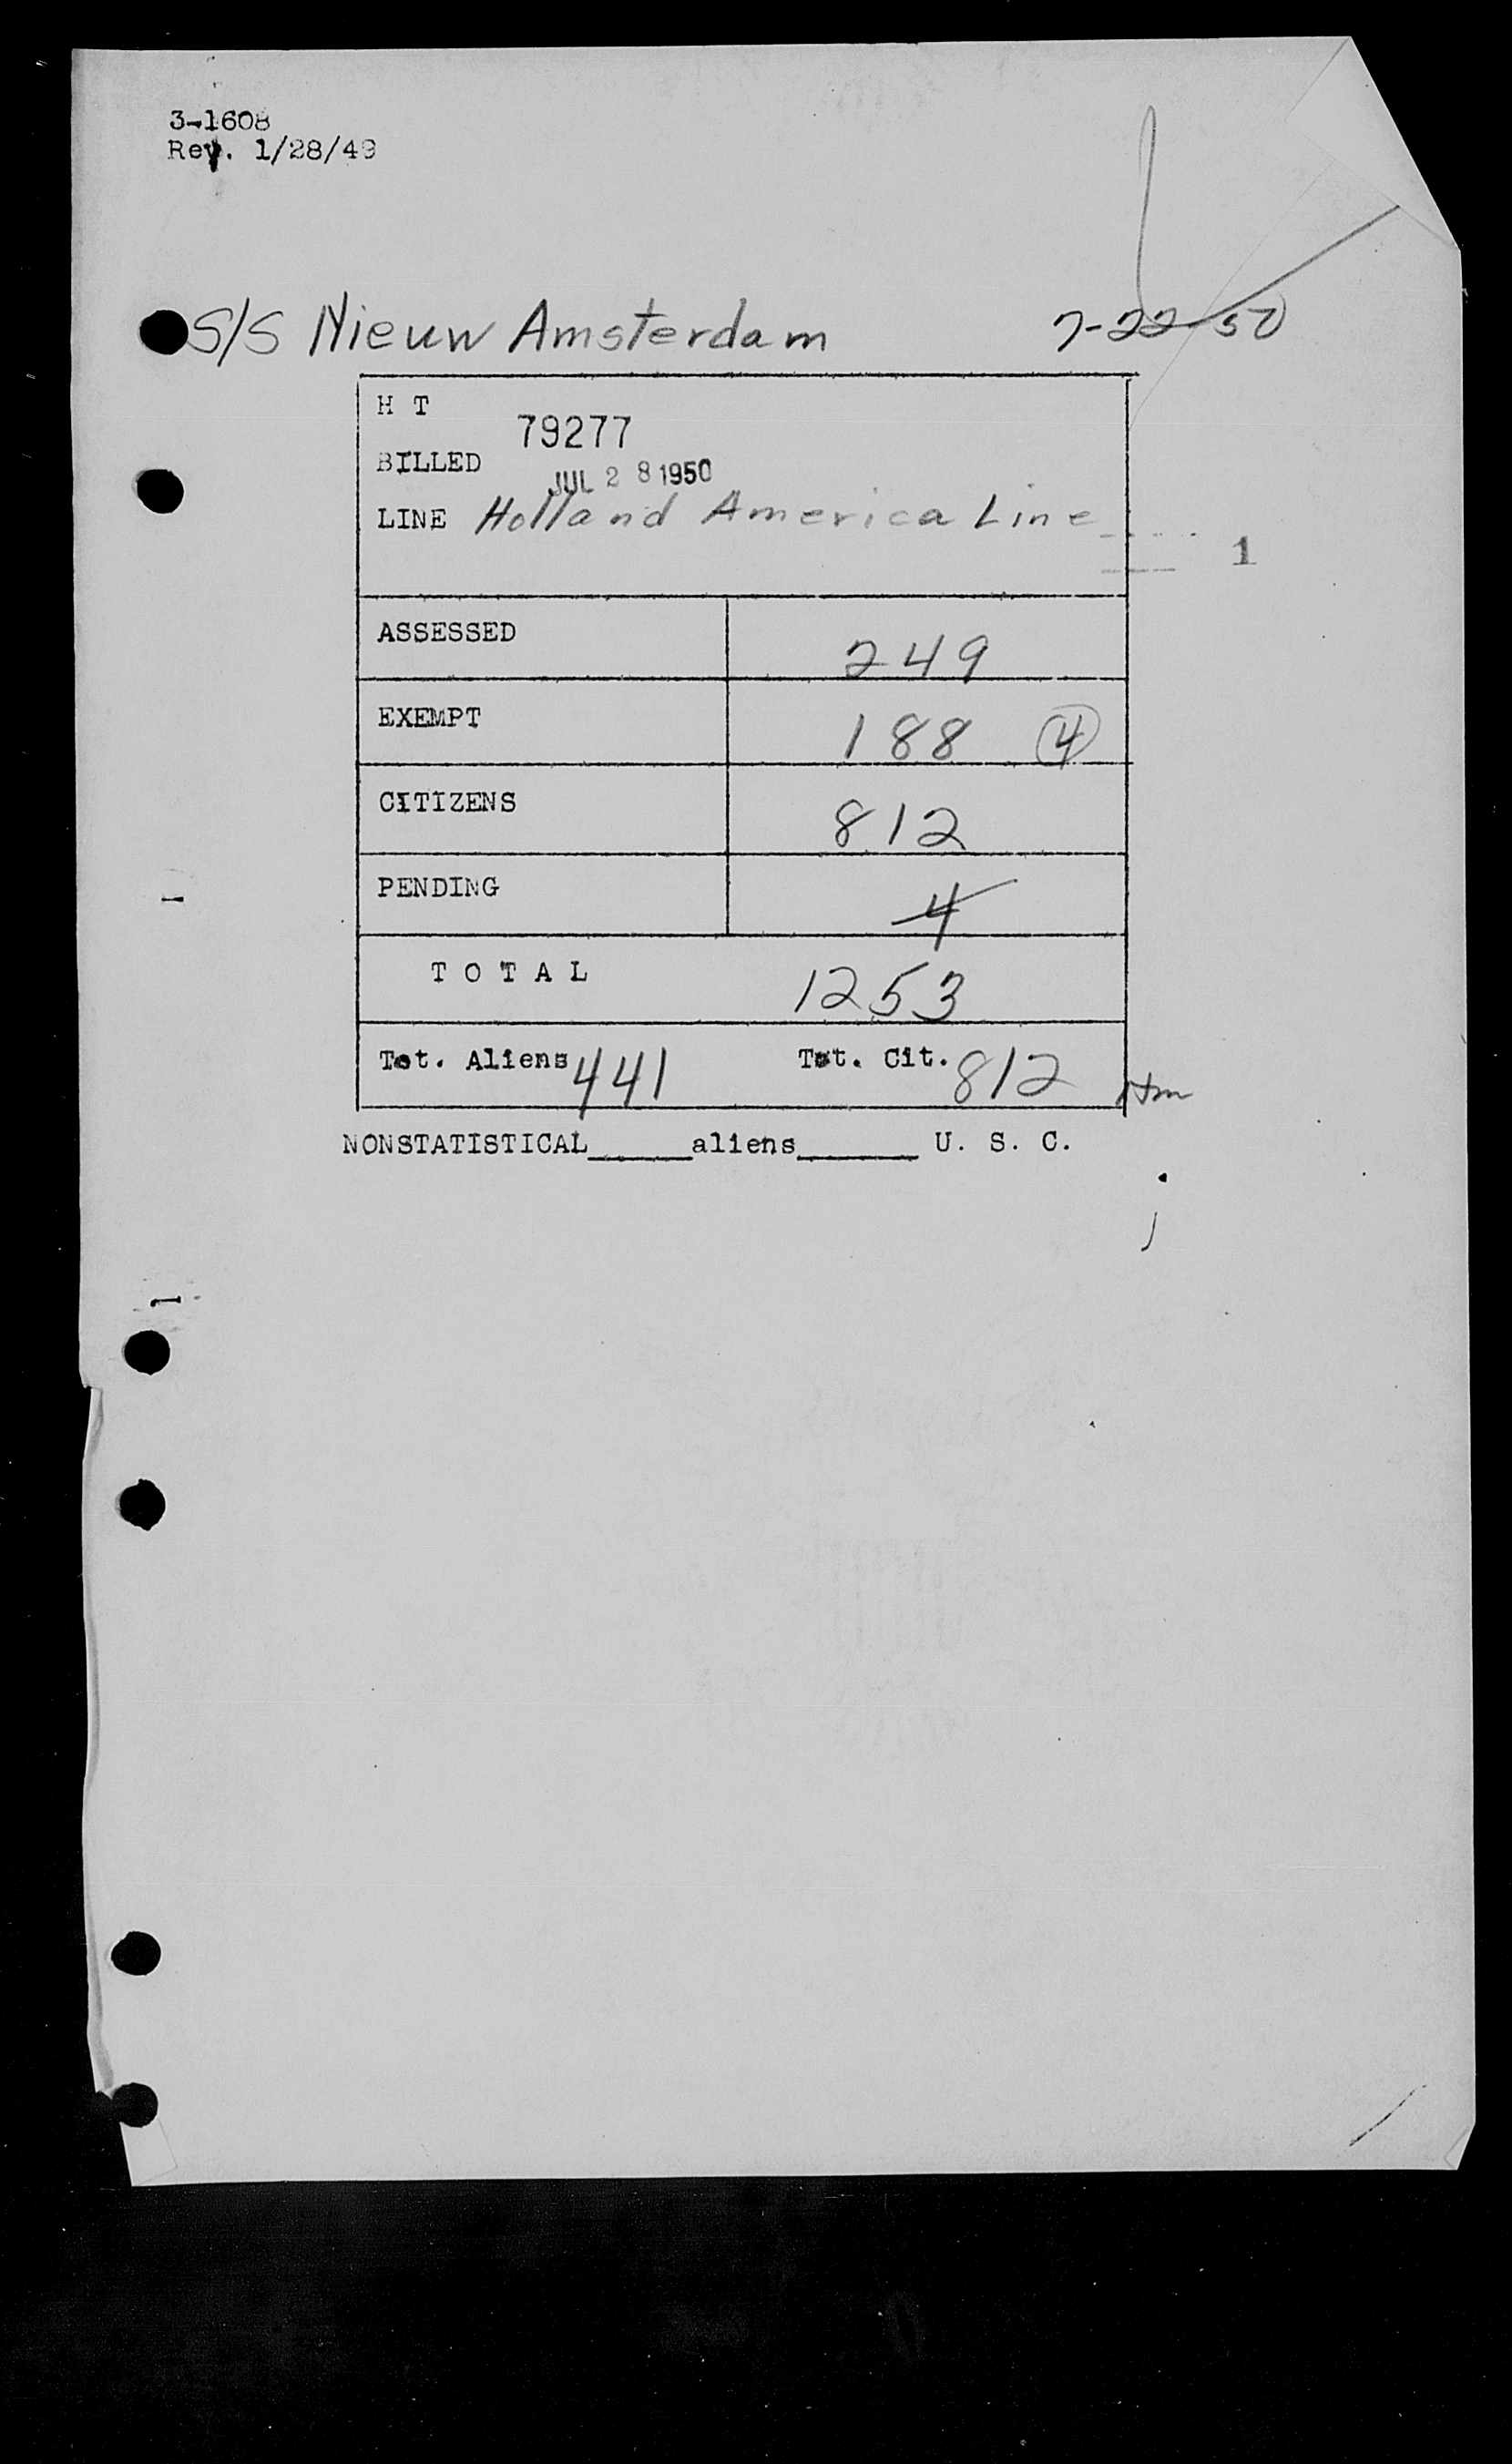 3-1608
Rev. 1/28/49
S/S Nieuw Amsterdam 7-22-50
H T 79277
BILLED JUL 28 1950
LINE Holland America Line
1
ASSESSED 249
EXEMPT 188 4
CITIZENS 812
PENDING 4
TOTAL 1253
Tot. Aliens 441 Tot. Cit. 812
NONSTATISTICAL______aliens_______ U. S. C.